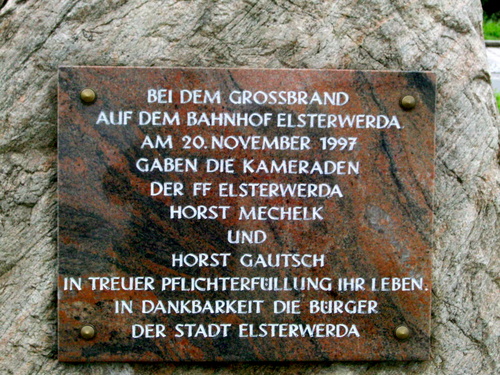 BEI DEM GROSSBRAND
AUF DEM BAHNHOF ELSTERWERDA
AM 20. NOVEMBER 1997
GABEN DIE KAMERADEN
DER FF ELSTERWERDA
HORST MECHELK
UND
HORST GAUTSCH
IN TREUER PFLICHTERFÜLLUNG IHR LEBEN.
IN DANKBARKEIT DIE BÜRGER
DER STADT ELSTERWERDA